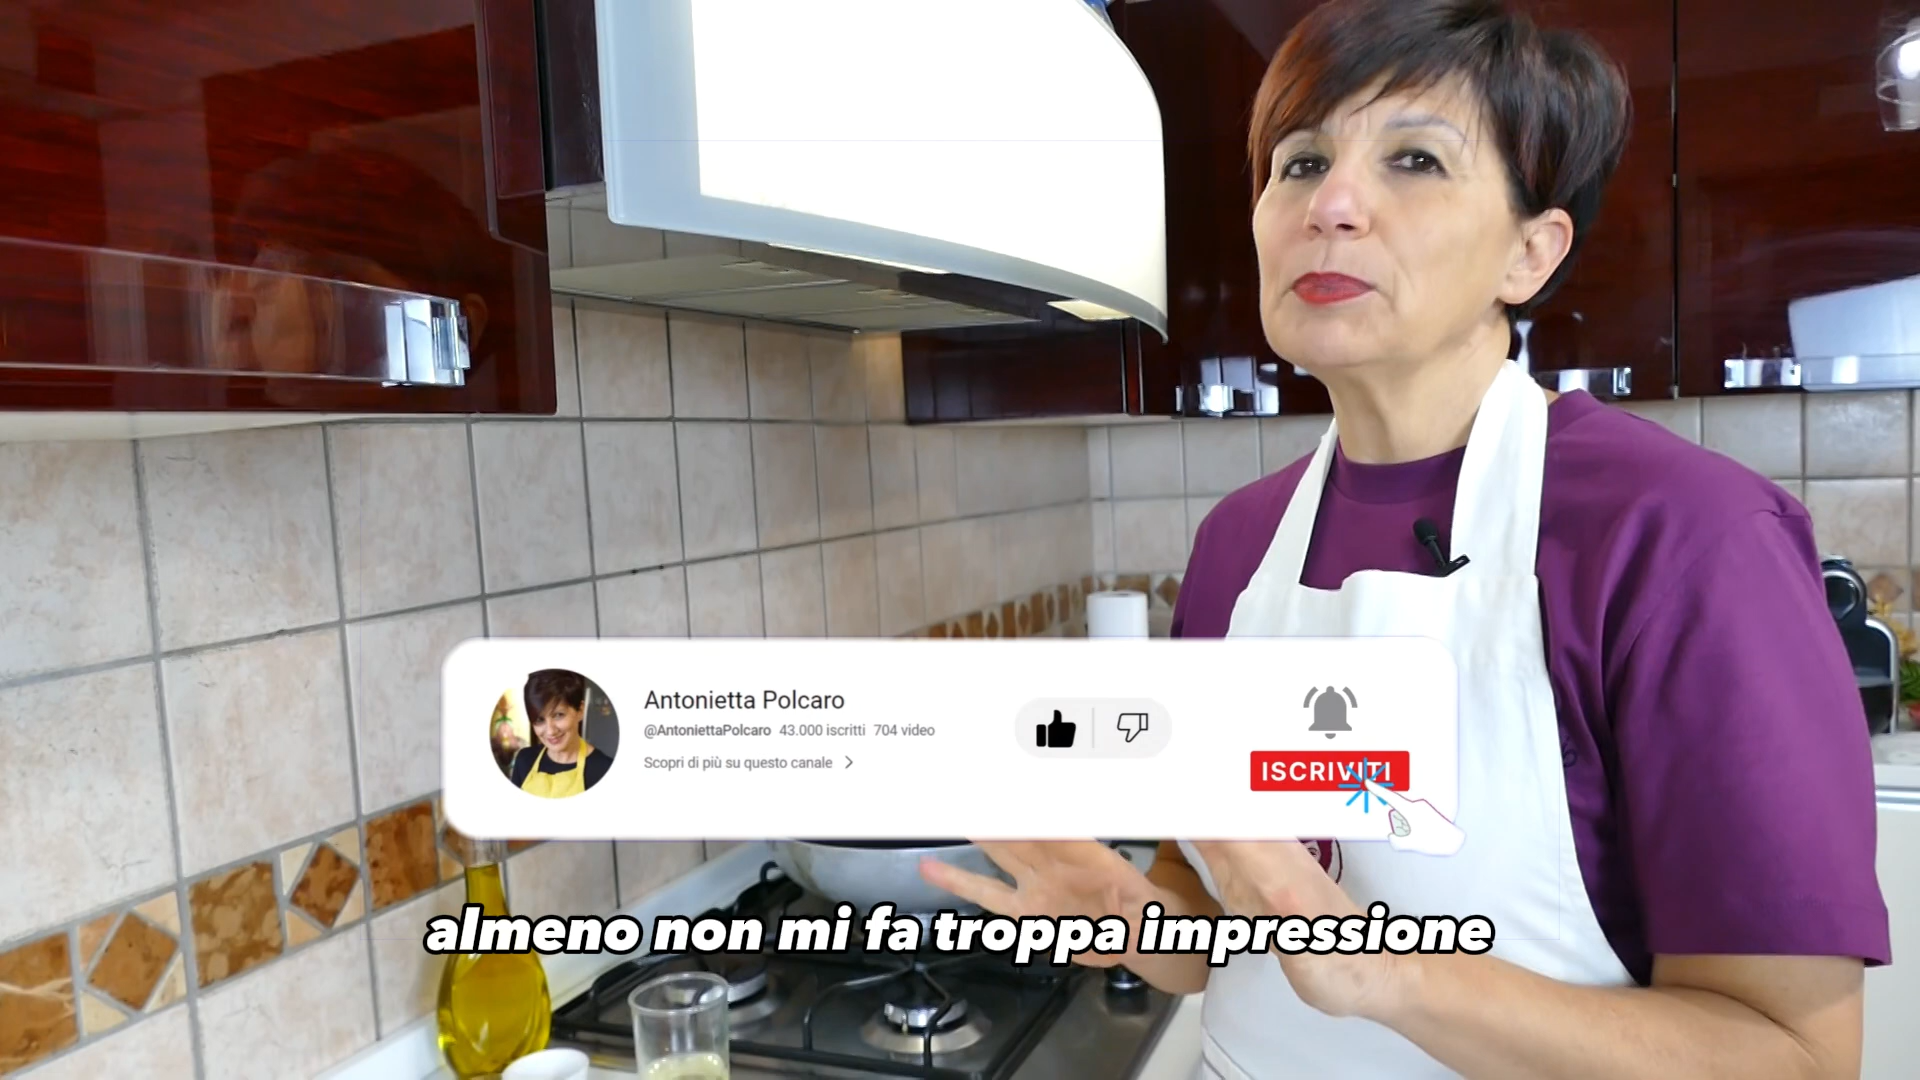 Antonietta Polcaro
@AntoniettaPolcaro 43.000 iscritti 704 video
Scopri di più su questo canale
ISCRIVITI
almeno non mi fa troppa impressione